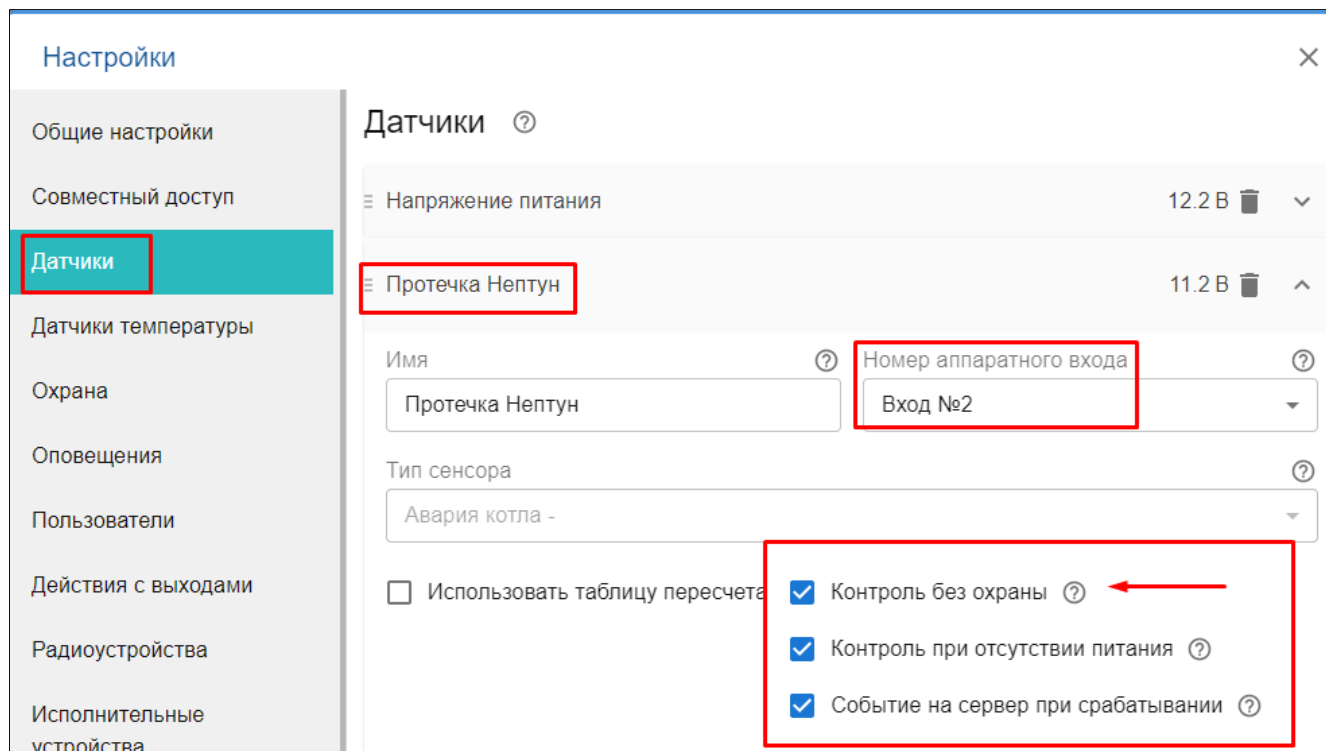 Настройки
Общие настройки
Совместный доступ
Датчики
Датчики температуры
Охрана
Оповещения
Пользователи
Действия с выходами
Радиоустройства
Исполнительные
устройства
Датчики
Напряжение питания 12.2 В
Протечка Нептун 11.2 В
Имя Номер аппаратного входа
Протечка Нептун Вход №2
Тип сенсора
Авария котла -
Использовать таблицу пересчета Контроль без охраны
Контроль при отсутствии питания
Событие на сервер при срабатывании